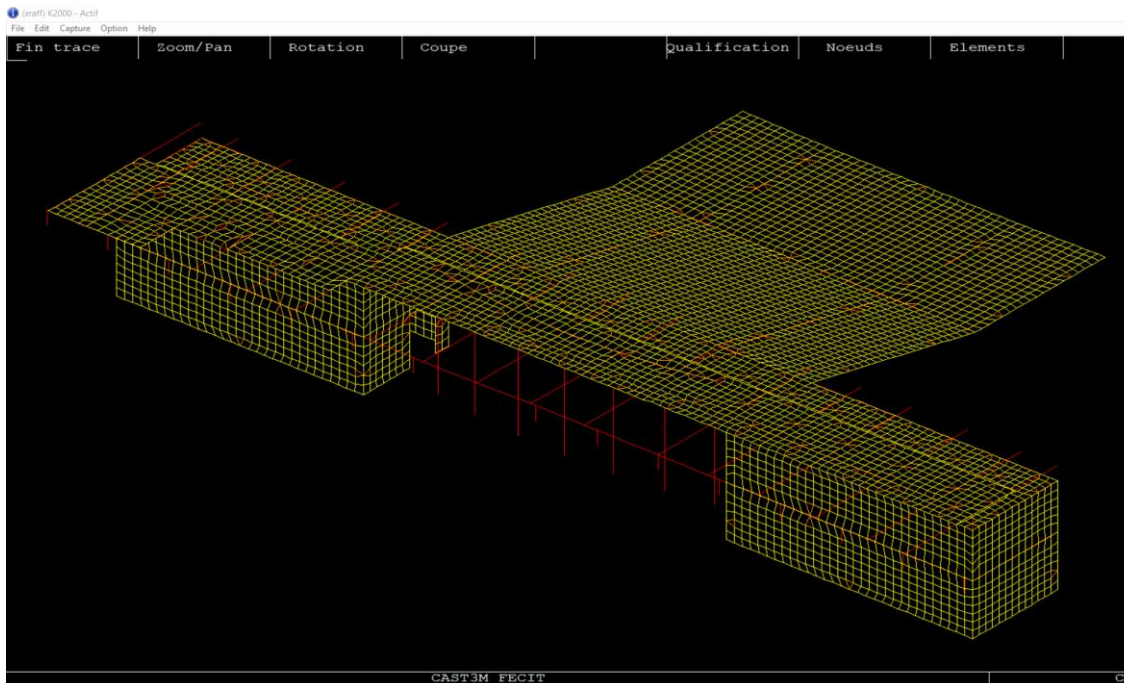 (xraff) K2000 - Actif
File Edit Capture Option Help
Fin trace Zoom/Pan Rotation Coupe Qualification Noeuds Elements
CAST3M FECIT